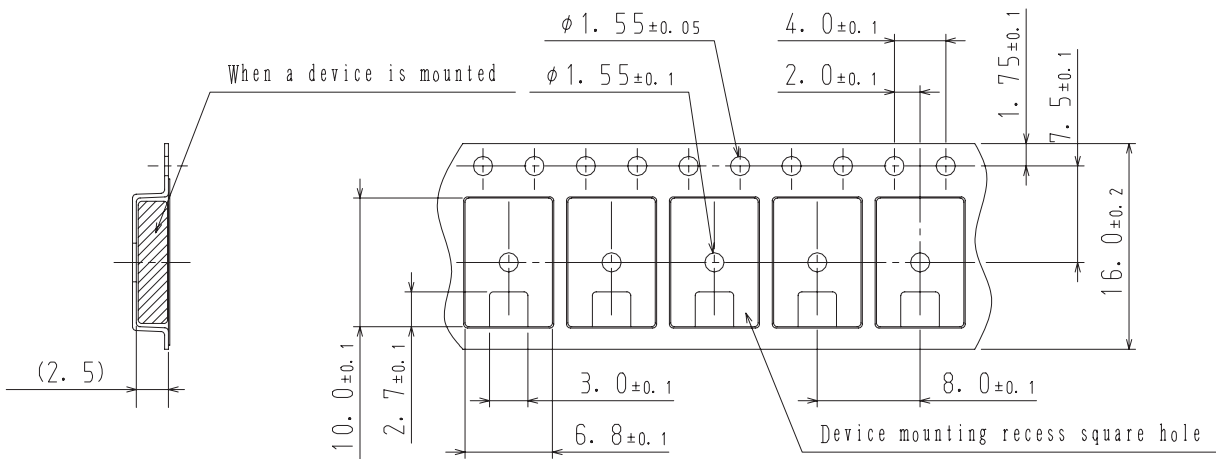 φ1.55±0.05
4.0±0.1
When a device is mounted
φ1.55±0.1
2.0±0.1
1.75±0.1
7.5±0.1
16.0±0.2
(2.5)
10.0±0.1
2.7±0.1
3.0±0.1
8.0±0.1
6.8±0.1
Device mounting recess square hole